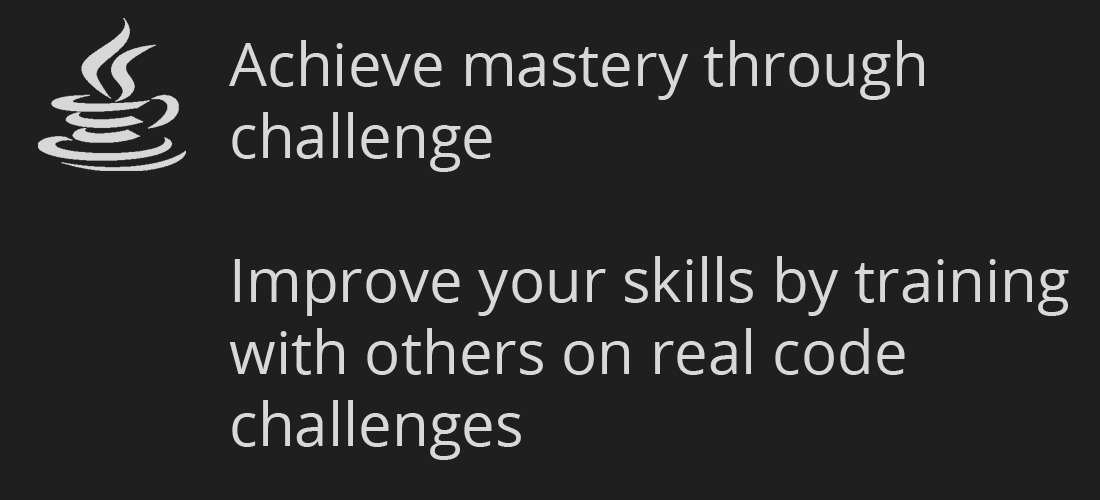 Achieve mastery through
challenge
Improve your skills by training
with others on real code
challenges